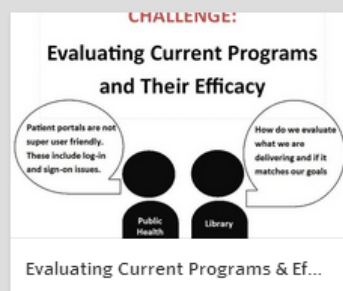 CHALLENGE:
Evaluating Current Programs
and Their Efficacy
Patient portals are not
super user friendly.
These include log-in
and sign-on issues.
How do we evaluate
what we are
delivering and if it
matches our goals
Public
Health
Library
Evaluating Current Programs & Ef...